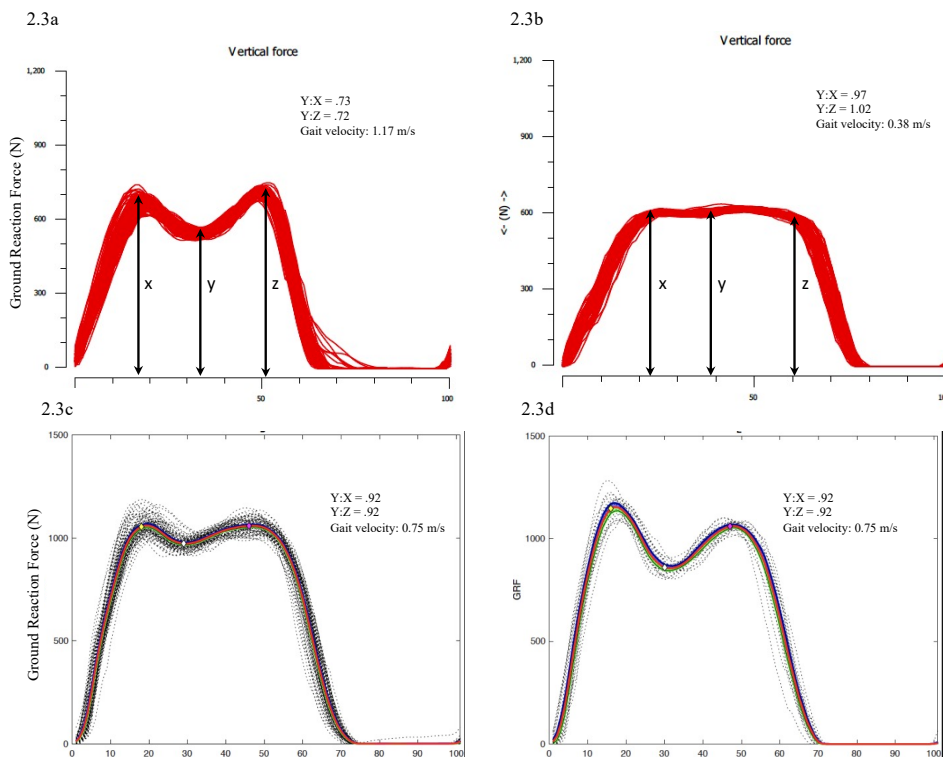 2.3a
Vertical force
1,200
900
600
300
0
50
100
Ground Reaction Force (N)
Y:X = .73
Y:Z = .72
Gait velocity: 1.17 m/s
x
y
z
2.3b
Vertical force
1,200
900
600
300
0
50
<- (N) ->
Y:X = .97
Y:Z = 1.02
Gait velocity: 0.38 m/s
x
y
z
2.3c
1500
1000
500
0
0 10 20 30 40 50 60 70 80 90 100
Ground Reaction Force (N)
Y:X = .92
Y:Z = .92
Gait velocity: 0.75 m/s
2.3d
1500
1000
500
0
0 10 20 30 40 50 60 70 80 90 100
GRF
Y:X = .92
Y:Z = .92
Gait velocity: 0.75 m/s